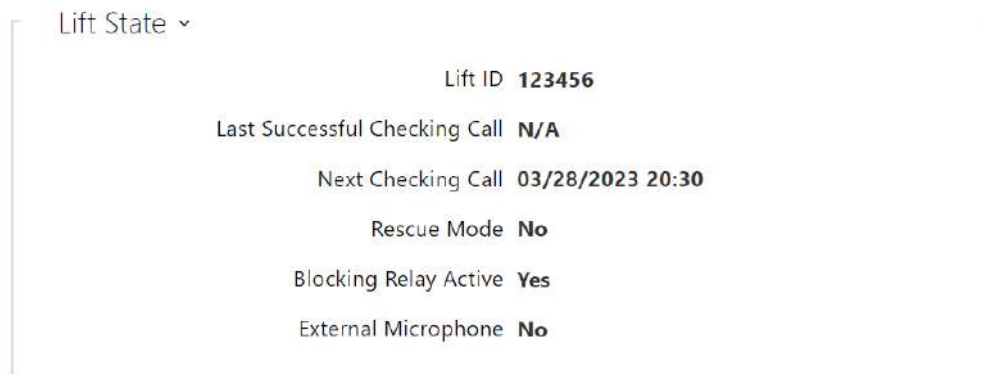 Lift State
Lift ID 123456
Last Successful Checking Call N/A
Next Checking Call 03/28/2023 20:30
Rescue Mode No
Blocking Relay Active Yes
External Microphone No